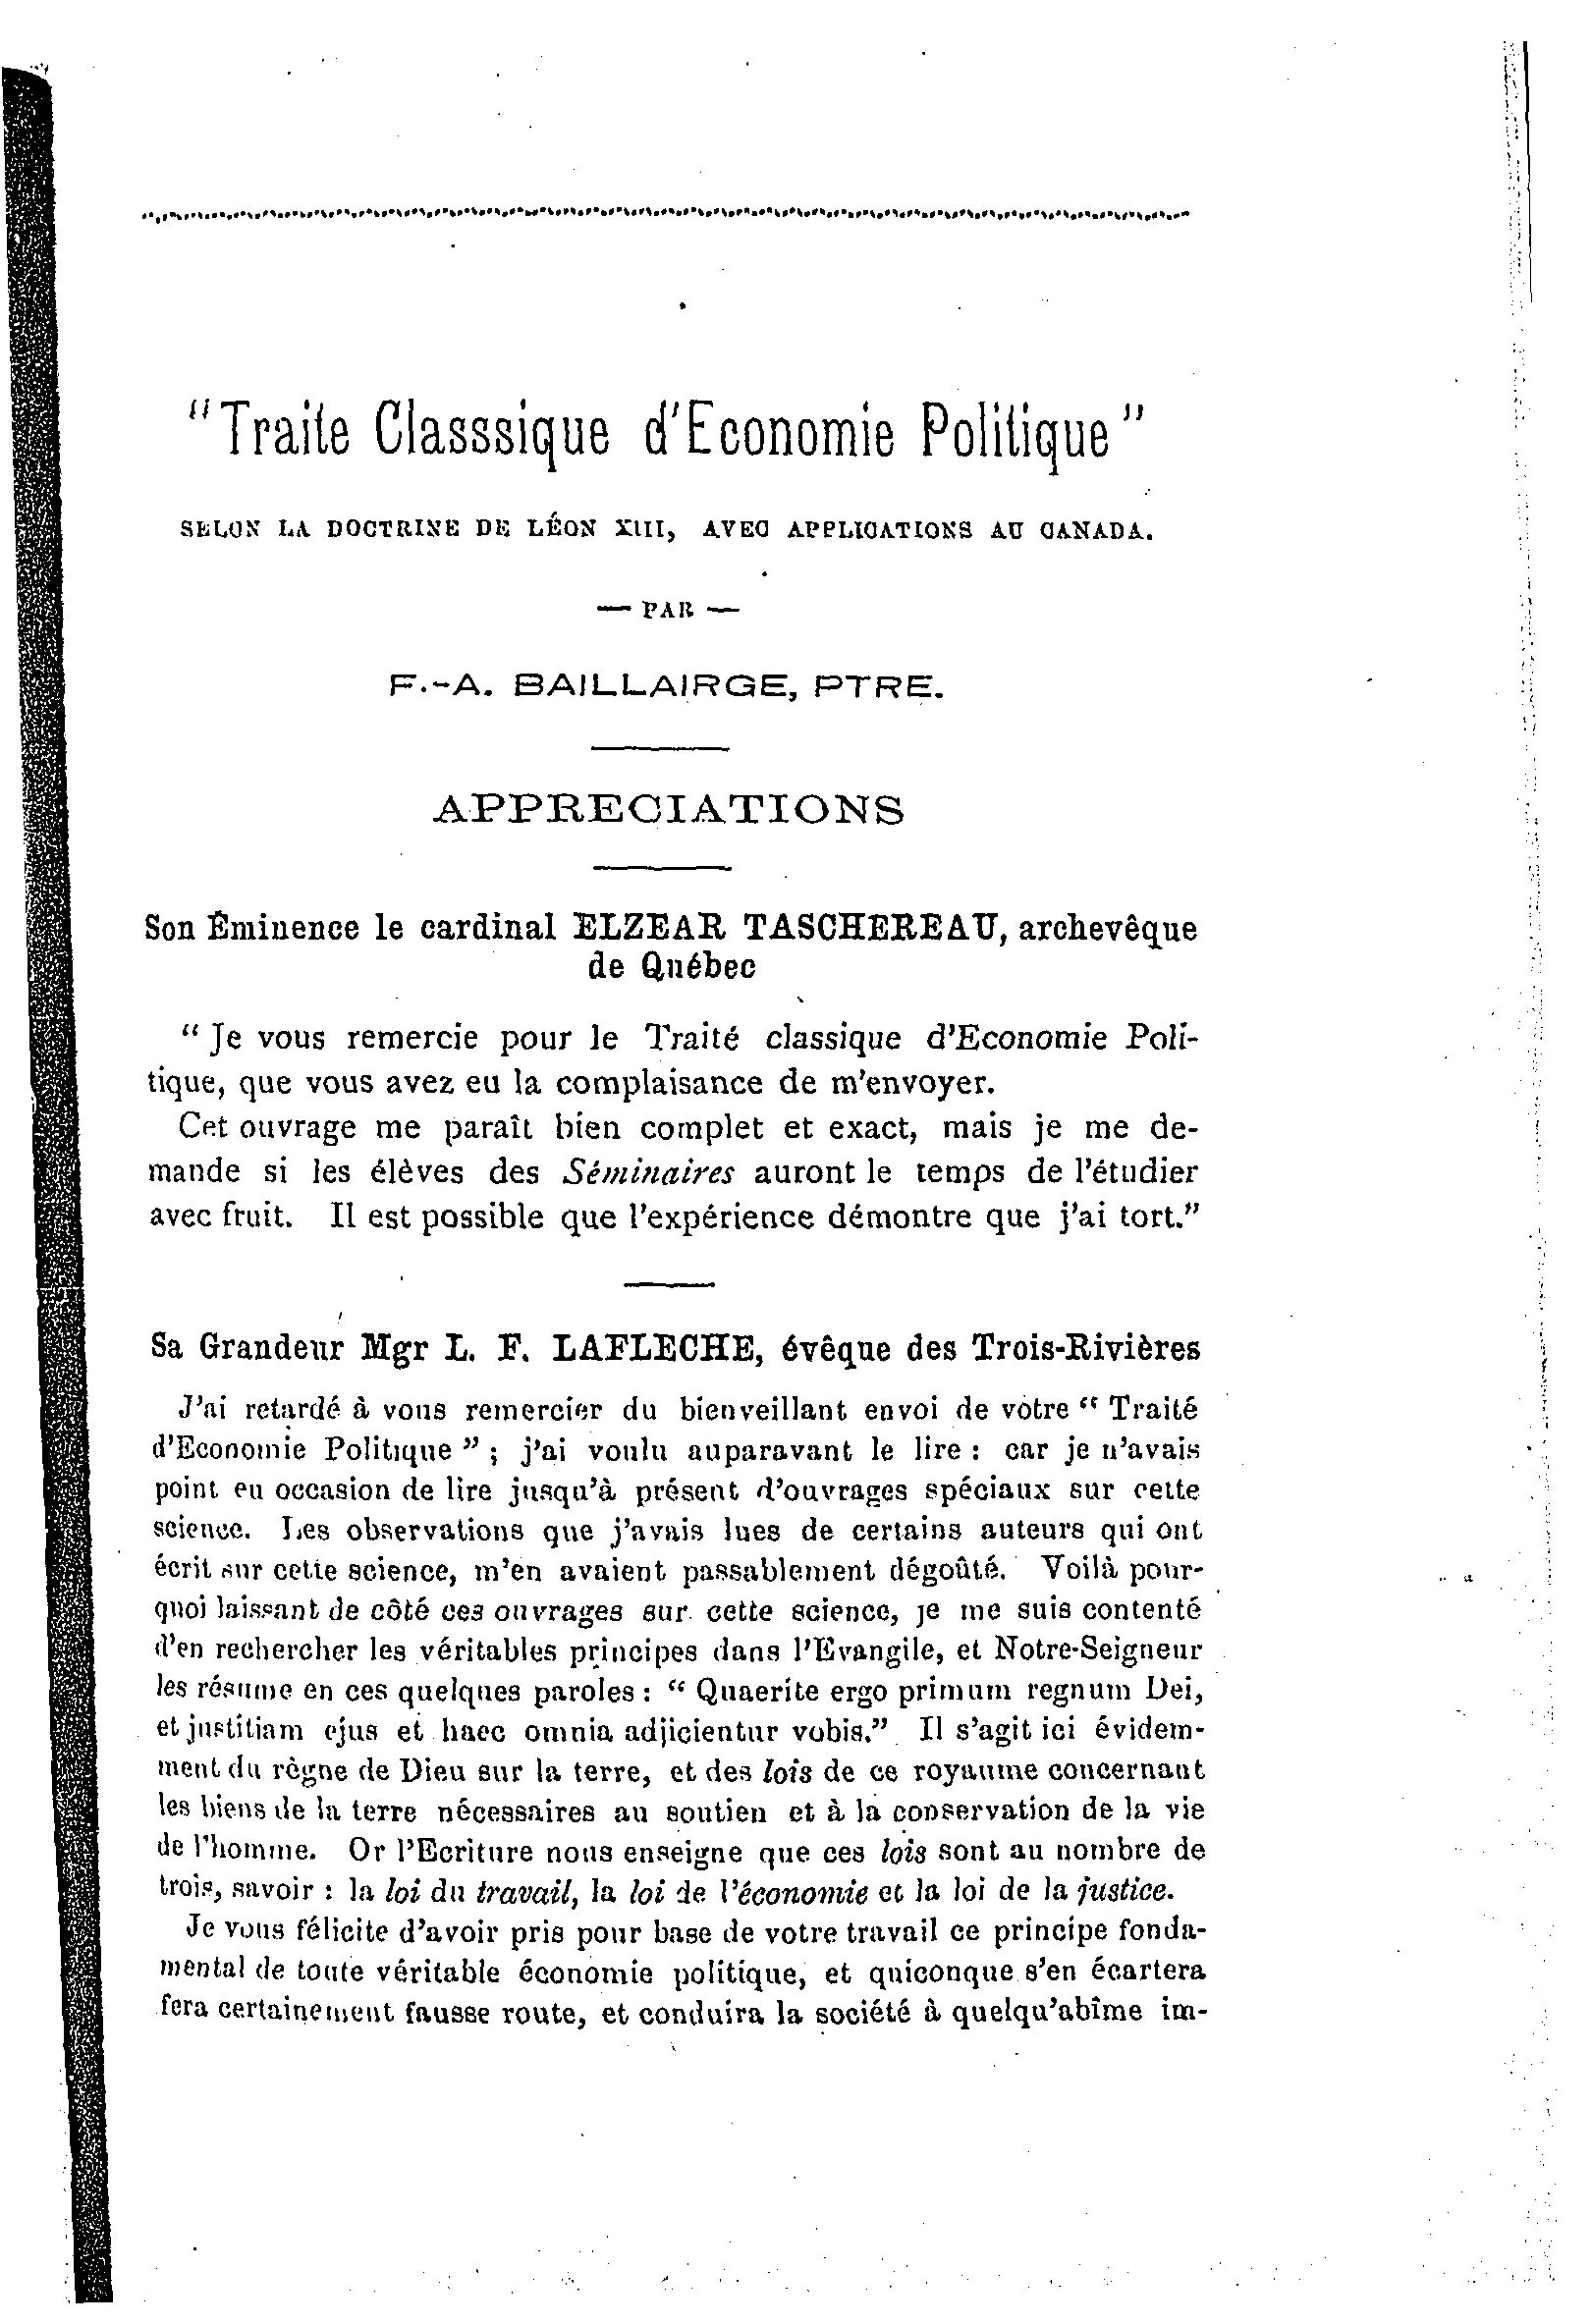 "Traite Classsique d'Economie Politique"
SELON LA DOCTRINE DE LÉON XIII, AVEC APPLICATIONS AU CANADA.
— PAR —
F.-A. BAILLAIRGE, PTRE.
APPRECIATIONS
Son Éminence le cardinal ELZEAR TASCHEREAU, archevêque
de Québec
" Je vous remercie pour le Traité classique d'Economie Poli-
tique, que vous avez eu la complaisance de m'envoyer.
Cet ouvrage me paraît bien complet et exact, mais je me de-
mande si les élèves des Séminaires auront le temps de l'étudier
avec fruit. Il est possible que l'expérience démontre que j'ai tort."
Sa Grandeur Mgr L. F. LAFLECHE, évêque des Trois-Rivières
J'ai retardé à vous remercier du bienveillant envoi de votre " Traité
d'Economie Politique " ; j'ai voulu auparavant le lire : car je n'avais
point eu occasion de lire jusqu'à présent d'ouvrages spéciaux sur cette
science. Les observations que j'avais lues de certains auteurs qui ont
écrit sur cette science, m'en avaient passablement dégoûté. Voilà pour-
quoi laissant de côté ces ouvrages sur cette science, je me suis contenté
d'en rechercher les véritables principes dans l'Evangile, et Notre-Seigneur
les résume en ces quelques paroles : " Quaerite ergo primum regnum Dei,
et justitiam ejus et haec omnia adjicientur vobis." Il s'agit ici évidem-
ment du règne de Dieu sur la terre, et des lois de ce royaume concernant
les biens de la terre nécessaires au soutien et à la conservation de la vie
de l'homme. Or l'Ecriture nous enseigne que ces lois sont au nombre de
trois, savoir : la loi du travail, la loi de l'économie et la loi de la justice.
Je vous félicite d'avoir pris pour base de votre travail ce principe fonda-
mental de toute véritable économie politique, et quiconque s'en écartera
fera certainement fausse route, et conduira la société à quelqu'abîme im-